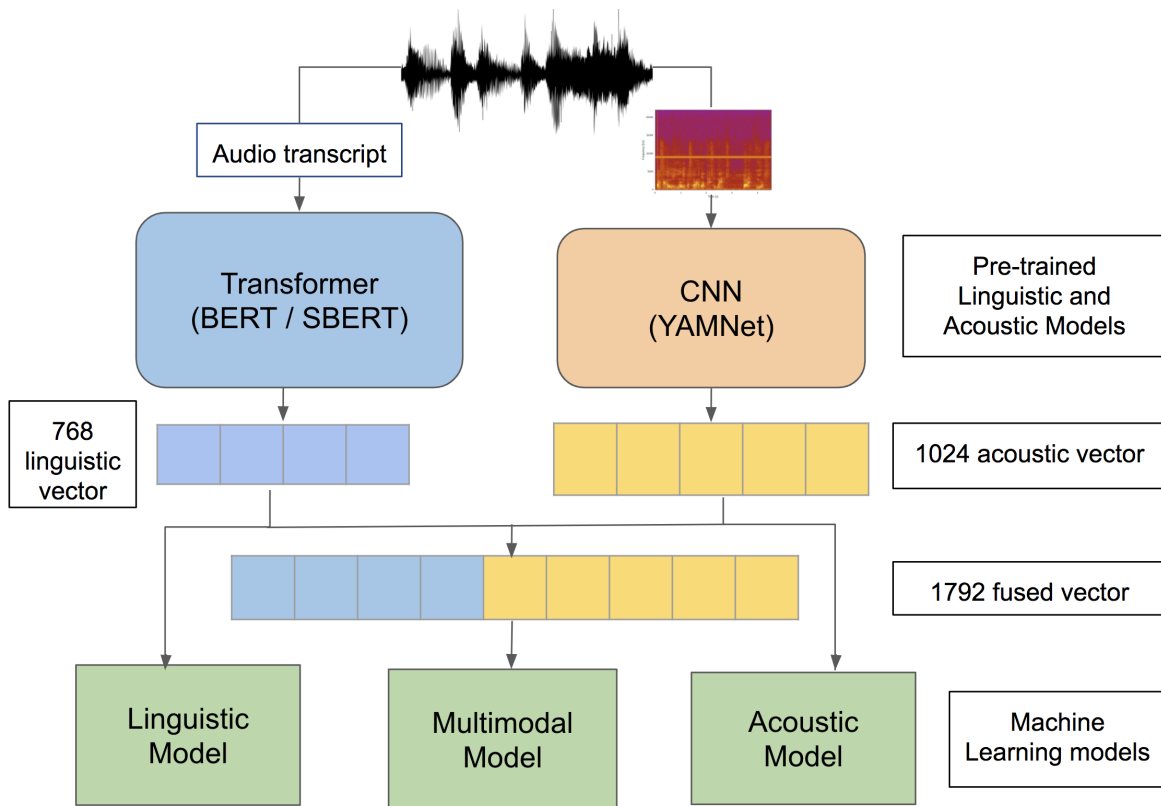 Audio transcript
Transformer
(BERT / SBERT)
CNN
(YAMNet)
Pre-trained
Linguistic and
Acoustic Models
768
linguistic
vector
1024 acoustic vector
1792 fused vector
Linguistic
Model
Multimodal
Model
Acoustic
Model
Machine
Learning models